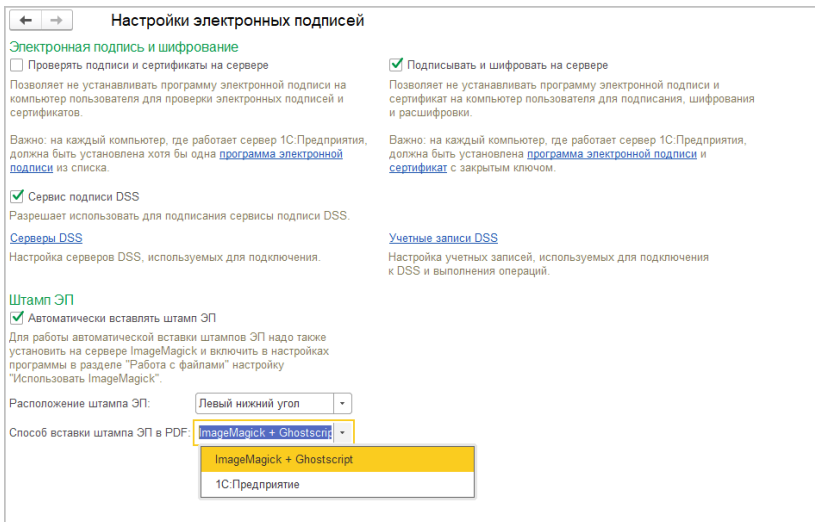 Настройки электронных подписей
Электронная подпись и шифрование
Проверять подписи и сертификаты на сервере
Позволяет не устанавливать программу электронной подписи на
компьютер пользователя для проверки электронных подписей и
сертификатов.
Важно: на каждый компьютер, где работает сервер 1С:Предприятия,
должна быть установлена хотя бы одна программа электронной
подписи из списка.
Подписывать и шифровать на сервере
Позволяет не устанавливать программу электронной подписи и
сертификат на компьютер пользователя для подписания, шифрования
и расшифровки.
Важно: на каждый компьютер, где работает сервер 1С:Предприятия,
должна быть установлена программа электронной подписи и
сертификат с закрытым ключом.
Сервис подписи DSS
Разрешает использовать для подписания сервисы подписи DSS.
Серверы DSS
Настройка серверов DSS, используемых для подключения.
Учетные записи DSS
Настройка учетных записей, используемых для подключения
к DSS и выполнения операций.
Штамп ЭП
Автоматически вставлять штамп ЭП
Для работы автоматической вставки штампов ЭП надо также
установить на сервере ImageMagick и включить в настройках
программы в разделе "Работа с файлами" настройку
"Использовать ImageMagick".
Расположение штампа ЭП: Левый нижний угол
Способ вставки штампа ЭП в PDF: ImageMagick + Ghostscrip
ImageMagick + Ghostscript
1С:Предприятие